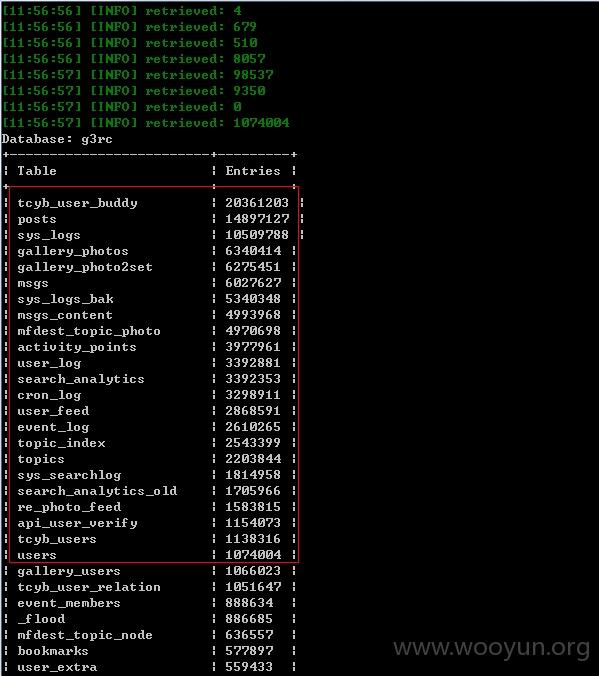 [11:56:56] [INFO] retrieved: 4
[11:56:56] [INFO] retrieved: 679
[11:56:56] [INFO] retrieved: 510
[11:56:56] [INFO] retrieved: 8057
[11:56:57] [INFO] retrieved: 98537
[11:56:57] [INFO] retrieved: 9350
[11:56:57] [INFO] retrieved: 0
[11:56:57] [INFO] retrieved: 1074004
Database: g3rc
+--------------------------+---------+
| Table | Entries |
+--------------------------+---------+
| tcyb_user_buddy | 20361203 |
| posts | 14897127 |
| sys_logs | 10509788 |
| gallery_photos | 6340414 |
| gallery_photo2set | 6275451 |
| msgs | 6027627 |
| sys_logs_bak | 5340348 |
| msgs_content | 4993968 |
| mfdest_topic_photo | 4970698 |
| activity_points | 3977961 |
| user_log | 3392881 |
| search_analytics | 3392353 |
| cron_log | 3298911 |
| user_feed | 2868591 |
| event_log | 2610265 |
| topic_index | 2543399 |
| topics | 2203844 |
| sys_searchlog | 1814958 |
| search_analytics_old | 1705966 |
| re_photo_feed | 1583815 |
| api_user_verify | 1154073 |
| tcyb_users | 1138316 |
| users | 1074004 |
| gallery_users | 1066023 |
| tcyb_user_relation | 1051647 |
| event_members | 888634 |
| _flood | 886685 |
| mfdest_topic_node | 636557 |
| bookmarks | 577897 |
| user_extra | 559433 |
www.wooyun.org